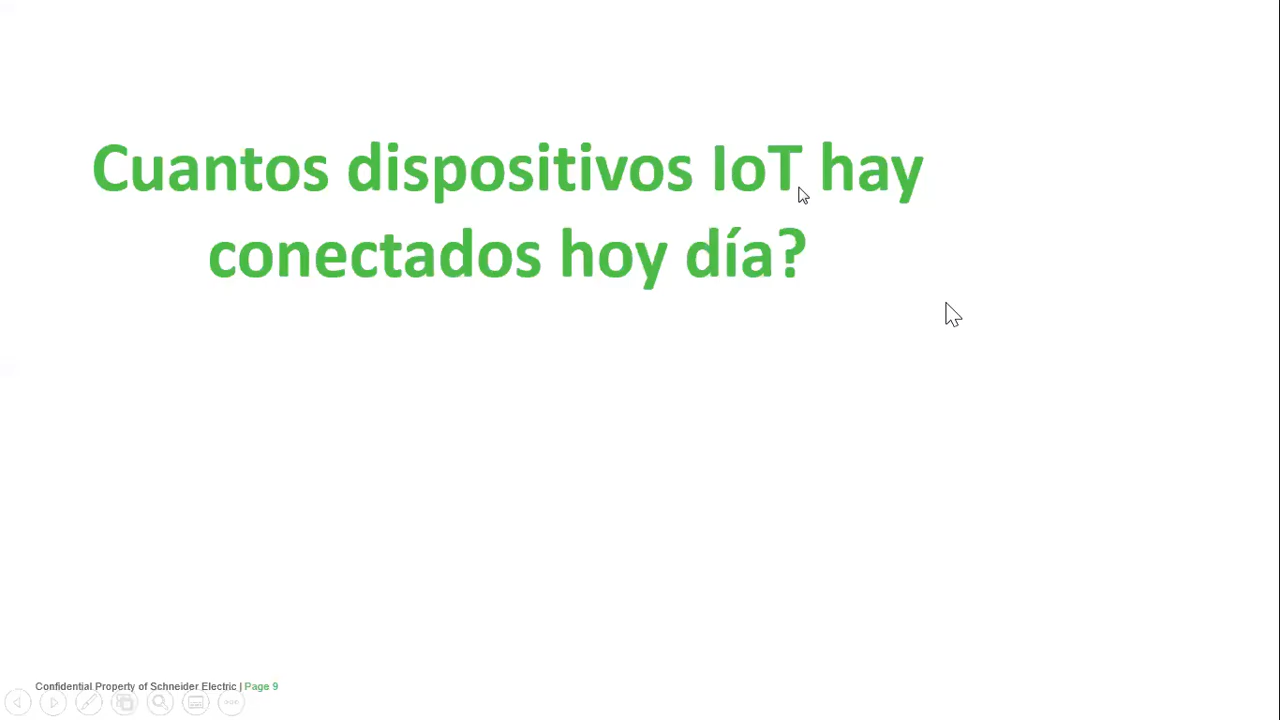 Cuantos dispositivos IoT hay
conectados hoy día?
Confidential Property of Schneider Electric | Page 9